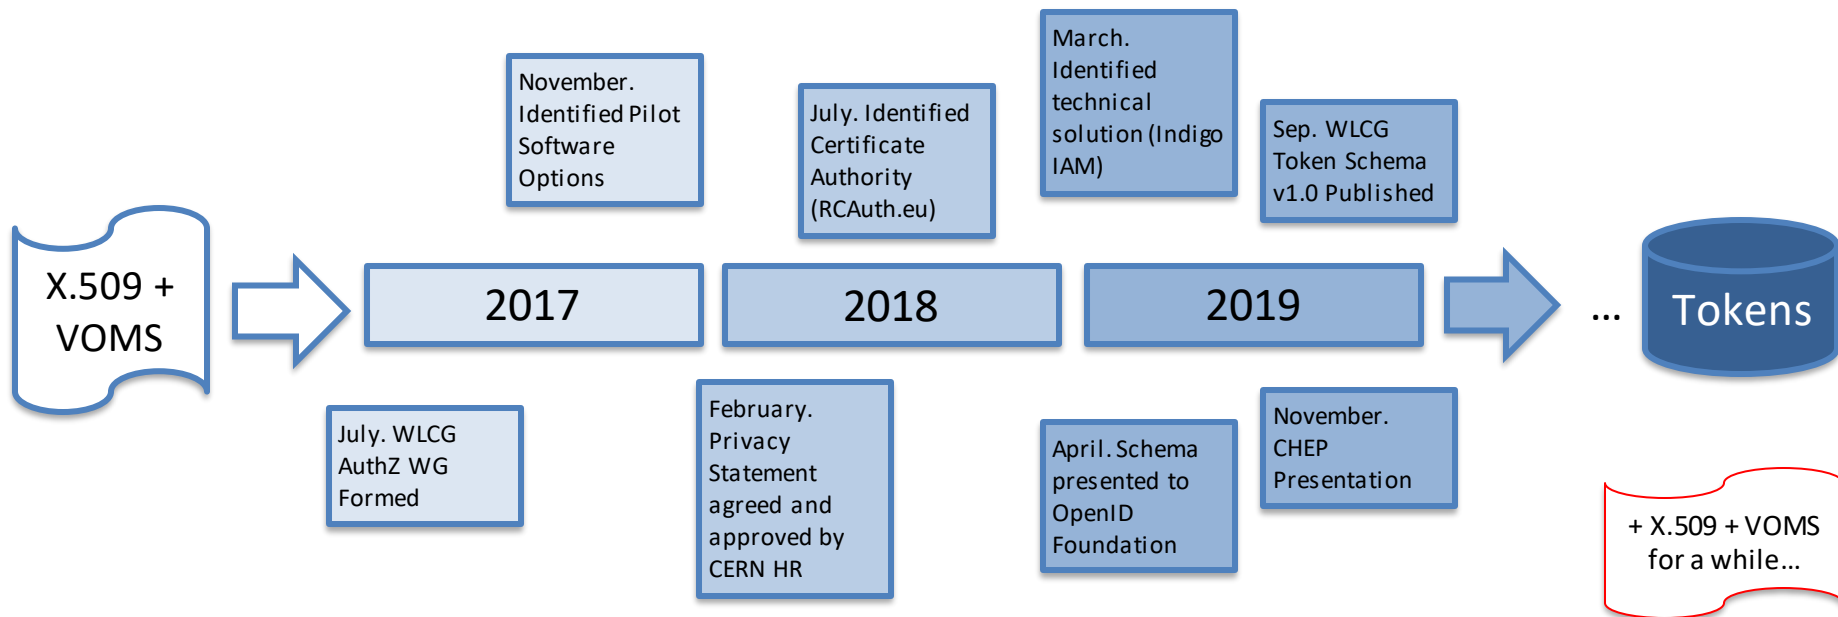 November.
Identified Pilot
Software
Options
July. Identified
Certificate
Authority
(RCAuth.eu)
March.
Identified
technical
solution (Indigo
IAM)
Sep. WLCG
Token Schema
v1.0 Published
X.509 +
VOMS
2017
2018
2019
...
Tokens
July. WLCG
AuthZ WG
Formed
February.
Privacy
Statement
agreed and
approved by
CERN HR
April. Schema
presented to
OpenID
Foundation
November.
CHEP
Presentation
+ X.509 + VOMS
for a while...